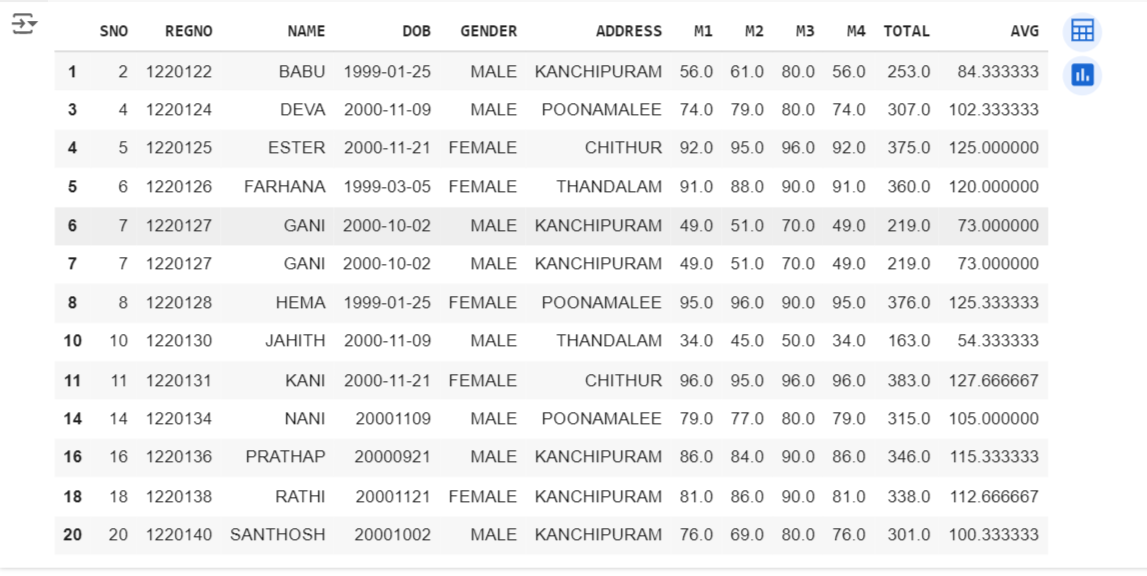 SNO REGNO NAME DOB GENDER ADDRESS M1 M2 M3 M4 TOTAL AVG
1 2 1220122 BABU 1999-01-25 MALE KANCHIPURAM 56.0 61.0 80.0 56.0 253.0 84.333333
3 4 1220124 DEVA 2000-11-09 MALE POONAMALEE 74.0 79.0 80.0 74.0 307.0 102.333333
4 5 1220125 ESTER 2000-11-21 FEMALE CHITHUR 92.0 95.0 96.0 92.0 375.0 125.000000
5 6 1220126 FARHANA 1999-03-05 FEMALE THANDALAM 91.0 88.0 90.0 91.0 360.0 120.000000
6 7 1220127 GANI 2000-10-02 MALE KANCHIPURAM 49.0 51.0 70.0 49.0 219.0 73.000000
7 7 1220127 GANI 2000-10-02 MALE KANCHIPURAM 49.0 51.0 70.0 49.0 219.0 73.000000
8 8 1220128 HEMA 1999-01-25 FEMALE POONAMALEE 95.0 96.0 90.0 95.0 376.0 125.333333
10 10 1220130 JAHITH 2000-11-09 MALE THANDALAM 34.0 45.0 50.0 34.0 163.0 54.333333
11 11 1220131 KANI 2000-11-21 FEMALE CHITHUR 96.0 95.0 96.0 96.0 383.0 127.666667
14 14 1220134 NANI 20001109 MALE POONAMALEE 79.0 77.0 80.0 79.0 315.0 105.000000
16 16 1220136 PRATHAP 20000921 MALE KANCHIPURAM 86.0 84.0 90.0 86.0 346.0 115.333333
18 18 1220138 RATHI 20001121 FEMALE KANCHIPURAM 81.0 86.0 90.0 81.0 338.0 112.666667
20 20 1220140 SANTHOSH 20001002 MALE KANCHIPURAM 76.0 69.0 80.0 76.0 301.0 100.333333